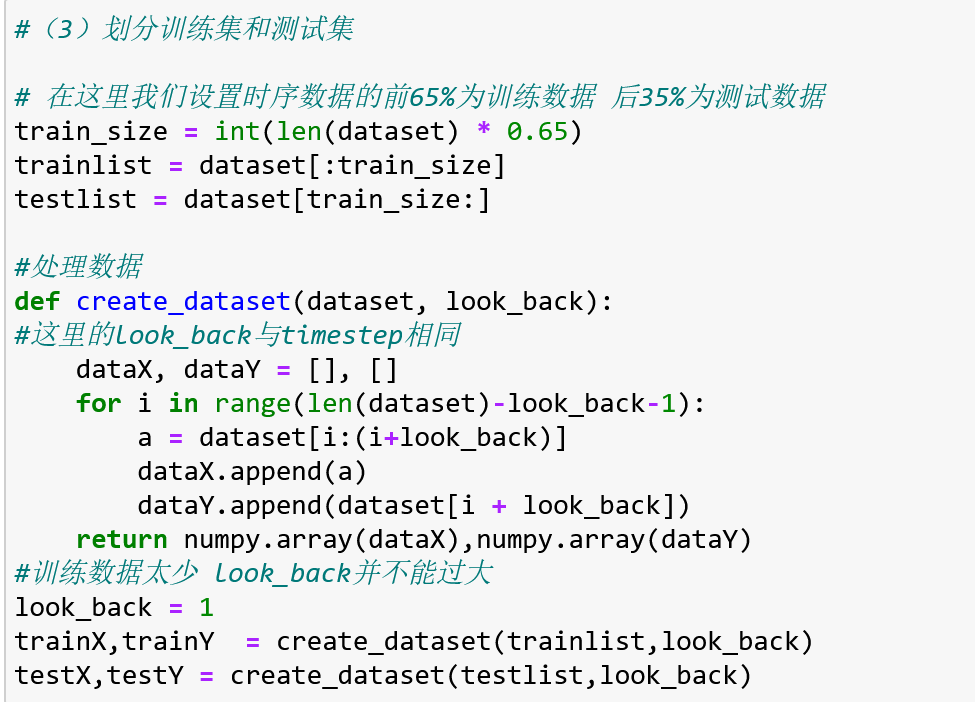 #（3）划分训练集和测试集
# 在这里我们设置时序数据的前65%为训练数据 后35%为测试数据
train_size = int(len(dataset) * 0.65)
trainlist = dataset[:train_size]
testlist = dataset[train_size:]
#处理数据
def create_dataset(dataset, look_back):
#这里的look_back与timestep相同
    dataX, dataY = [], []
    for i in range(len(dataset)-look_back-1):
        a = dataset[i:(i+look_back)]
        dataX.append(a)
        dataY.append(dataset[i + look_back])
    return numpy.array(dataX),numpy.array(dataY)
#训练数据太少 look_back并不能过大
look_back = 1
trainX,trainY  = create_dataset(trainlist,look_back)
testX,testY = create_dataset(testlist,look_back)